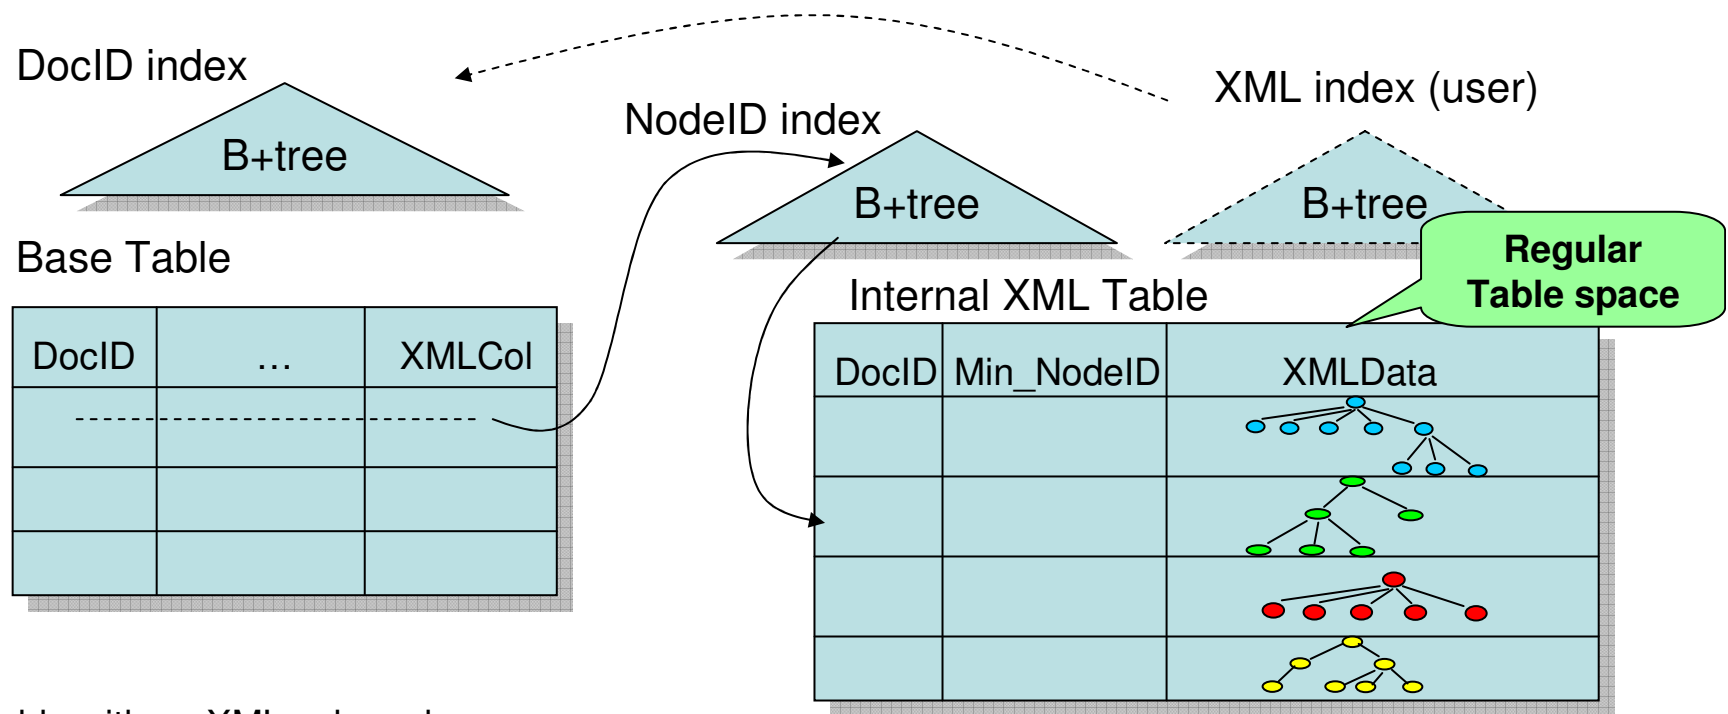 DocID index
B+tree
NodeID index
B+tree
XML index (user)
B+tree
Regular
Table space
Base Table
DocID … XMLCol
Internal XML Table
DocID Min_NodeID XMLData